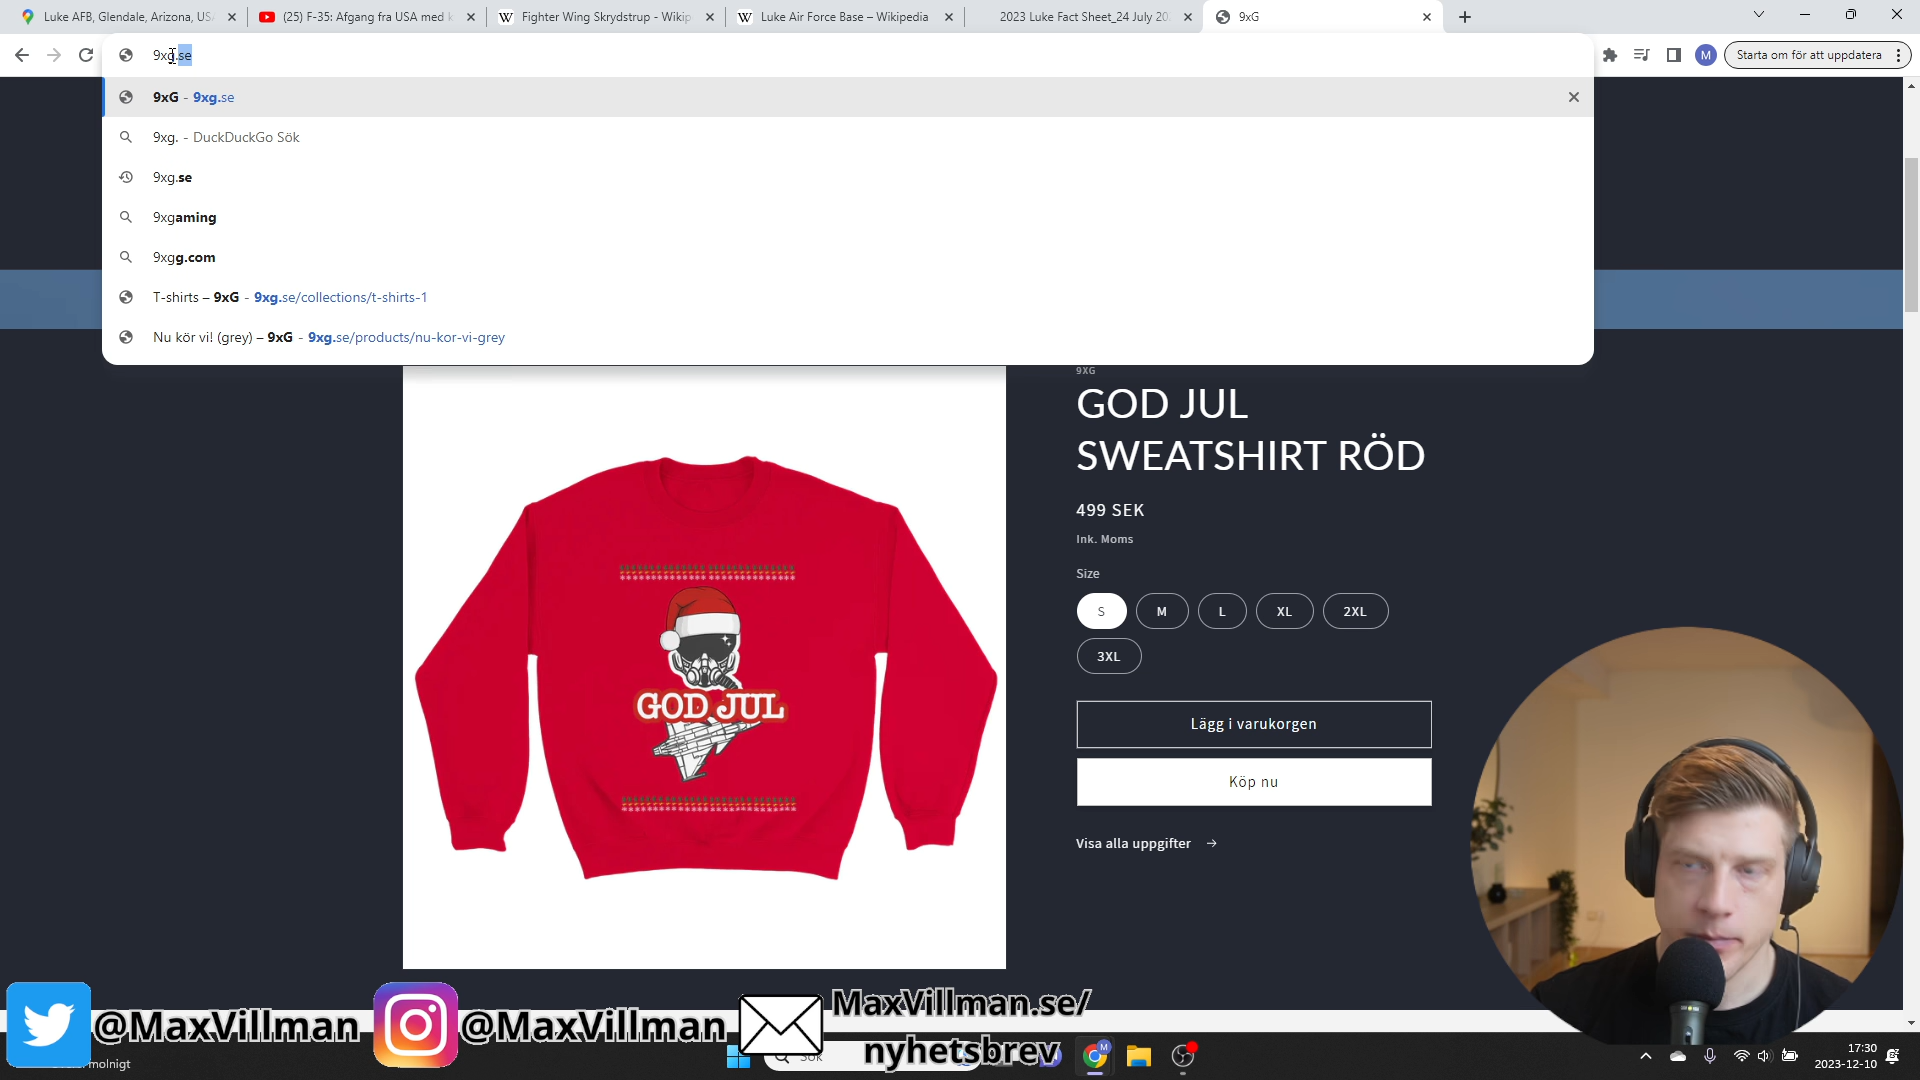 Luke AFB, Glendale, Arizona, US
(25) F-35: Afgang fra USA med k
Fighter Wing Skrydstrup - Wikip
W
Luke Air Force Base – Wikipedia
W
2023 Luke Fact Sheet_24 July 20
9xG
9xg.se
M
Starta om för att uppdatera
9xG - 9xg.se
9xg. - DuckDuckGo Sök
9xg.se
9xgaming
9xgg.com
T-shirts – 9xG - 9xg.se/collections/t-shirts-1
Nu kör vi! (grey) – 9xG - 9xg.se/products/nu-kor-vi-grey
9XG
GOD JUL
SWEATSHIRT RÖD
499 SEK
Ink. Moms
Size
S
M
L
XL
2XL
3XL
Lägg i varukorgen
Köp nu
Visa alla uppgifter
GOD JUL
@MaxVillman
@MaxVillman
MaxVillman.se/
nyhetsbrev
molnigt
Sök
M
17:30
2023-12-10